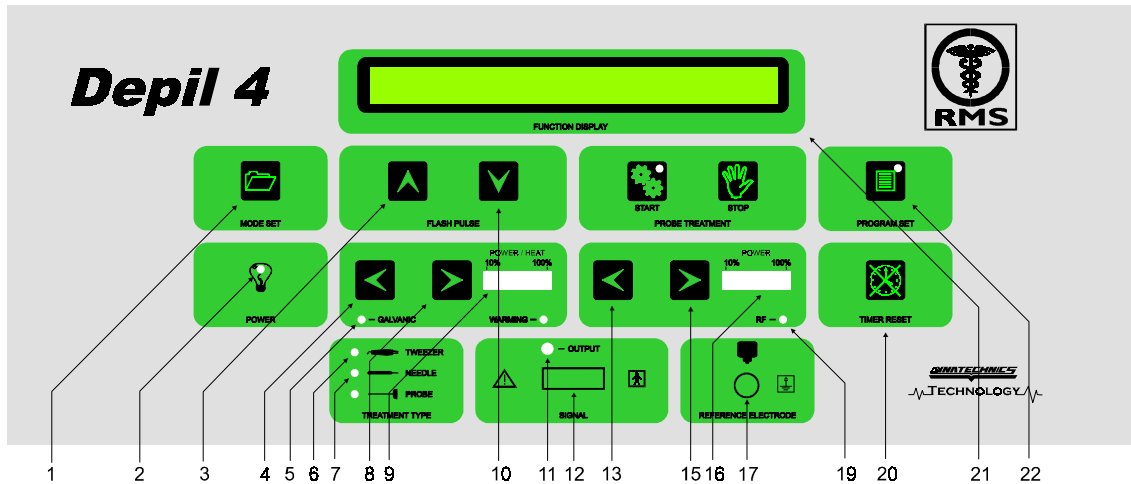 Depil 4
FUNCTION DISPLAY
RMS
MODE SET
FLASH PULSE
START
STOP
PROBE TREATMENT
PROGRAM SET
POWER
POWER / HEAT
10% 100%
GALVANIC
WARMING
POWER
10% 100%
RF
TIMER RESET
TWEEZER
NEEDLE
PROBE
TREATMENT TYPE
OUTPUT
SIGNAL
REFERENCE ELECTRODE
TECHNOLOGY
1 2 3 4 5 6 7 8 9 10 11 12 13 15 16 17 19 20 21 22